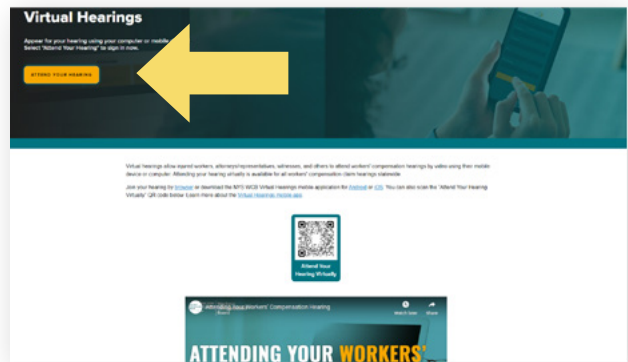 Virtual Hearings
Appear for your hearing using your computer or mobile
Select "Attend Your Hearing" to sign in now.
ATTEND YOUR HEARING
Virtual hearings allow injured workers, attorneys/representatives, witnesses, and others to attend workers' compensation hearings by video using their mobile
device or computer. Attending your hearing virtually is available for all workers' compensation claim hearings statewide.
Join your hearing by browser or download the NYS WCB Virtual Hearings mobile application for Android or iOS. You can also scan the "Attend Your Hearing
Virtually" QR code below. Learn more about the Virtual Hearings mobile app.
Attend Your
Hearing Virtually
Attending Your Workers' Compensation Hearing
Watch later
Share
ATTENDING YOUR WORKERS'